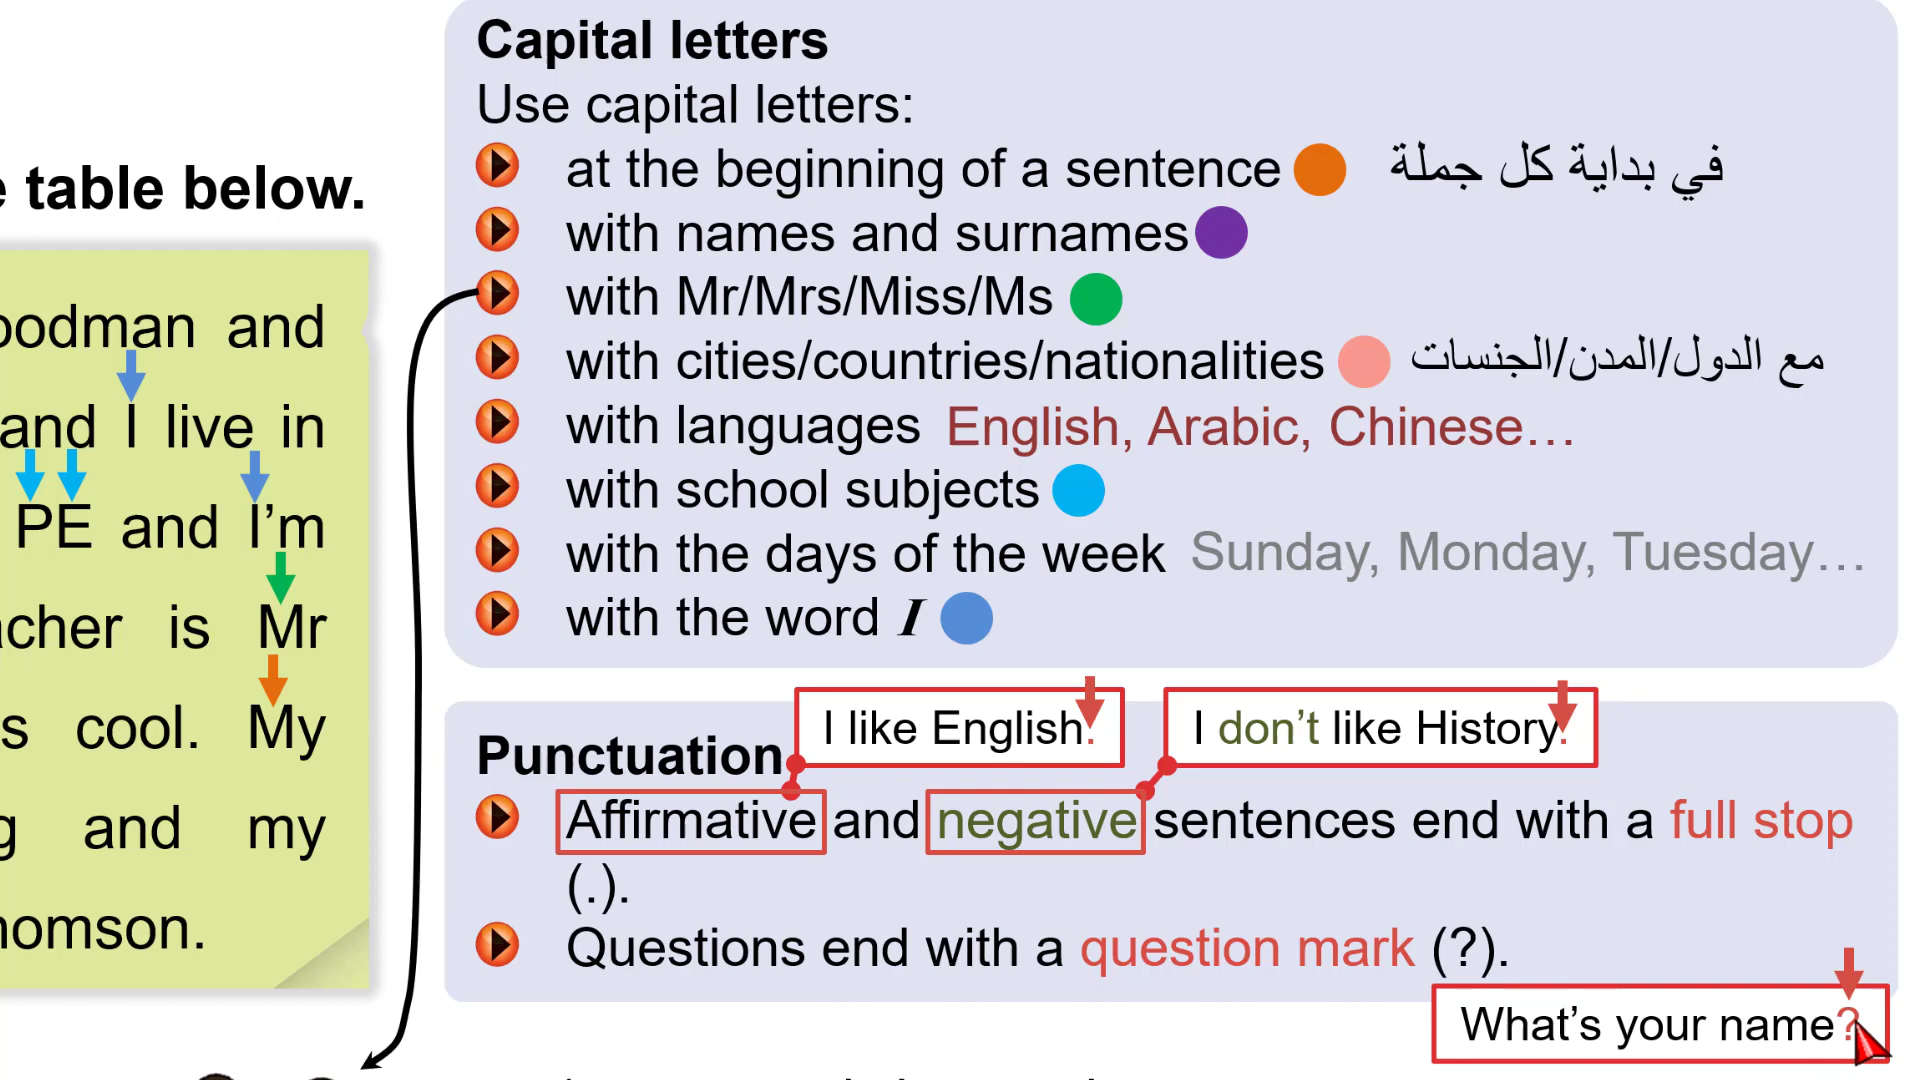 table below.
and
and I live in
PE and I'm
is Mr
cool. My
and my
Capital letters
Use capital letters:
at the beginning of a sentence في بداية كل جملة
with names and surnames
with Mr/Mrs/Miss/Ms
with cities/countries/nationalities مع الدول/المدن/الجنسات
with languages English, Arabic, Chinese…
with school subjects
with the days of the week Sunday, Monday, Tuesday…
with the word I
I like English.
I don't like History.
Punctuation
Affirmative and negative sentences end with a full stop
(.).
Questions end with a question mark (?).
What's your name?